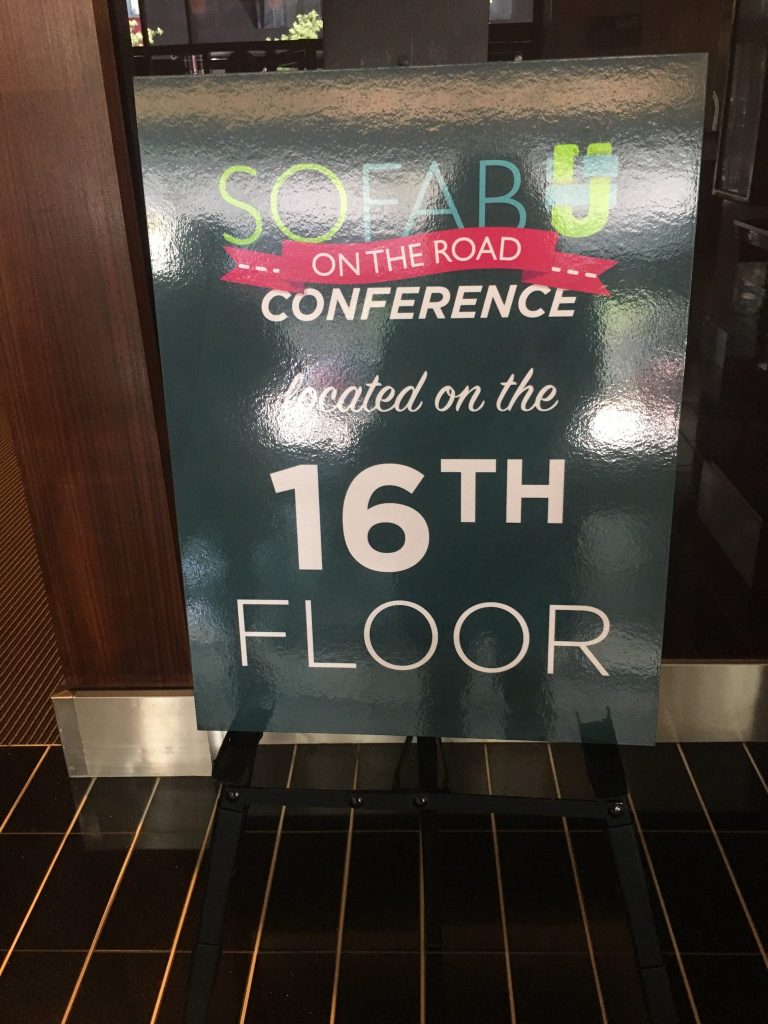 SOFAB U
ON THE ROAD
CONFERENCE
located on the
16TH
FLOOR